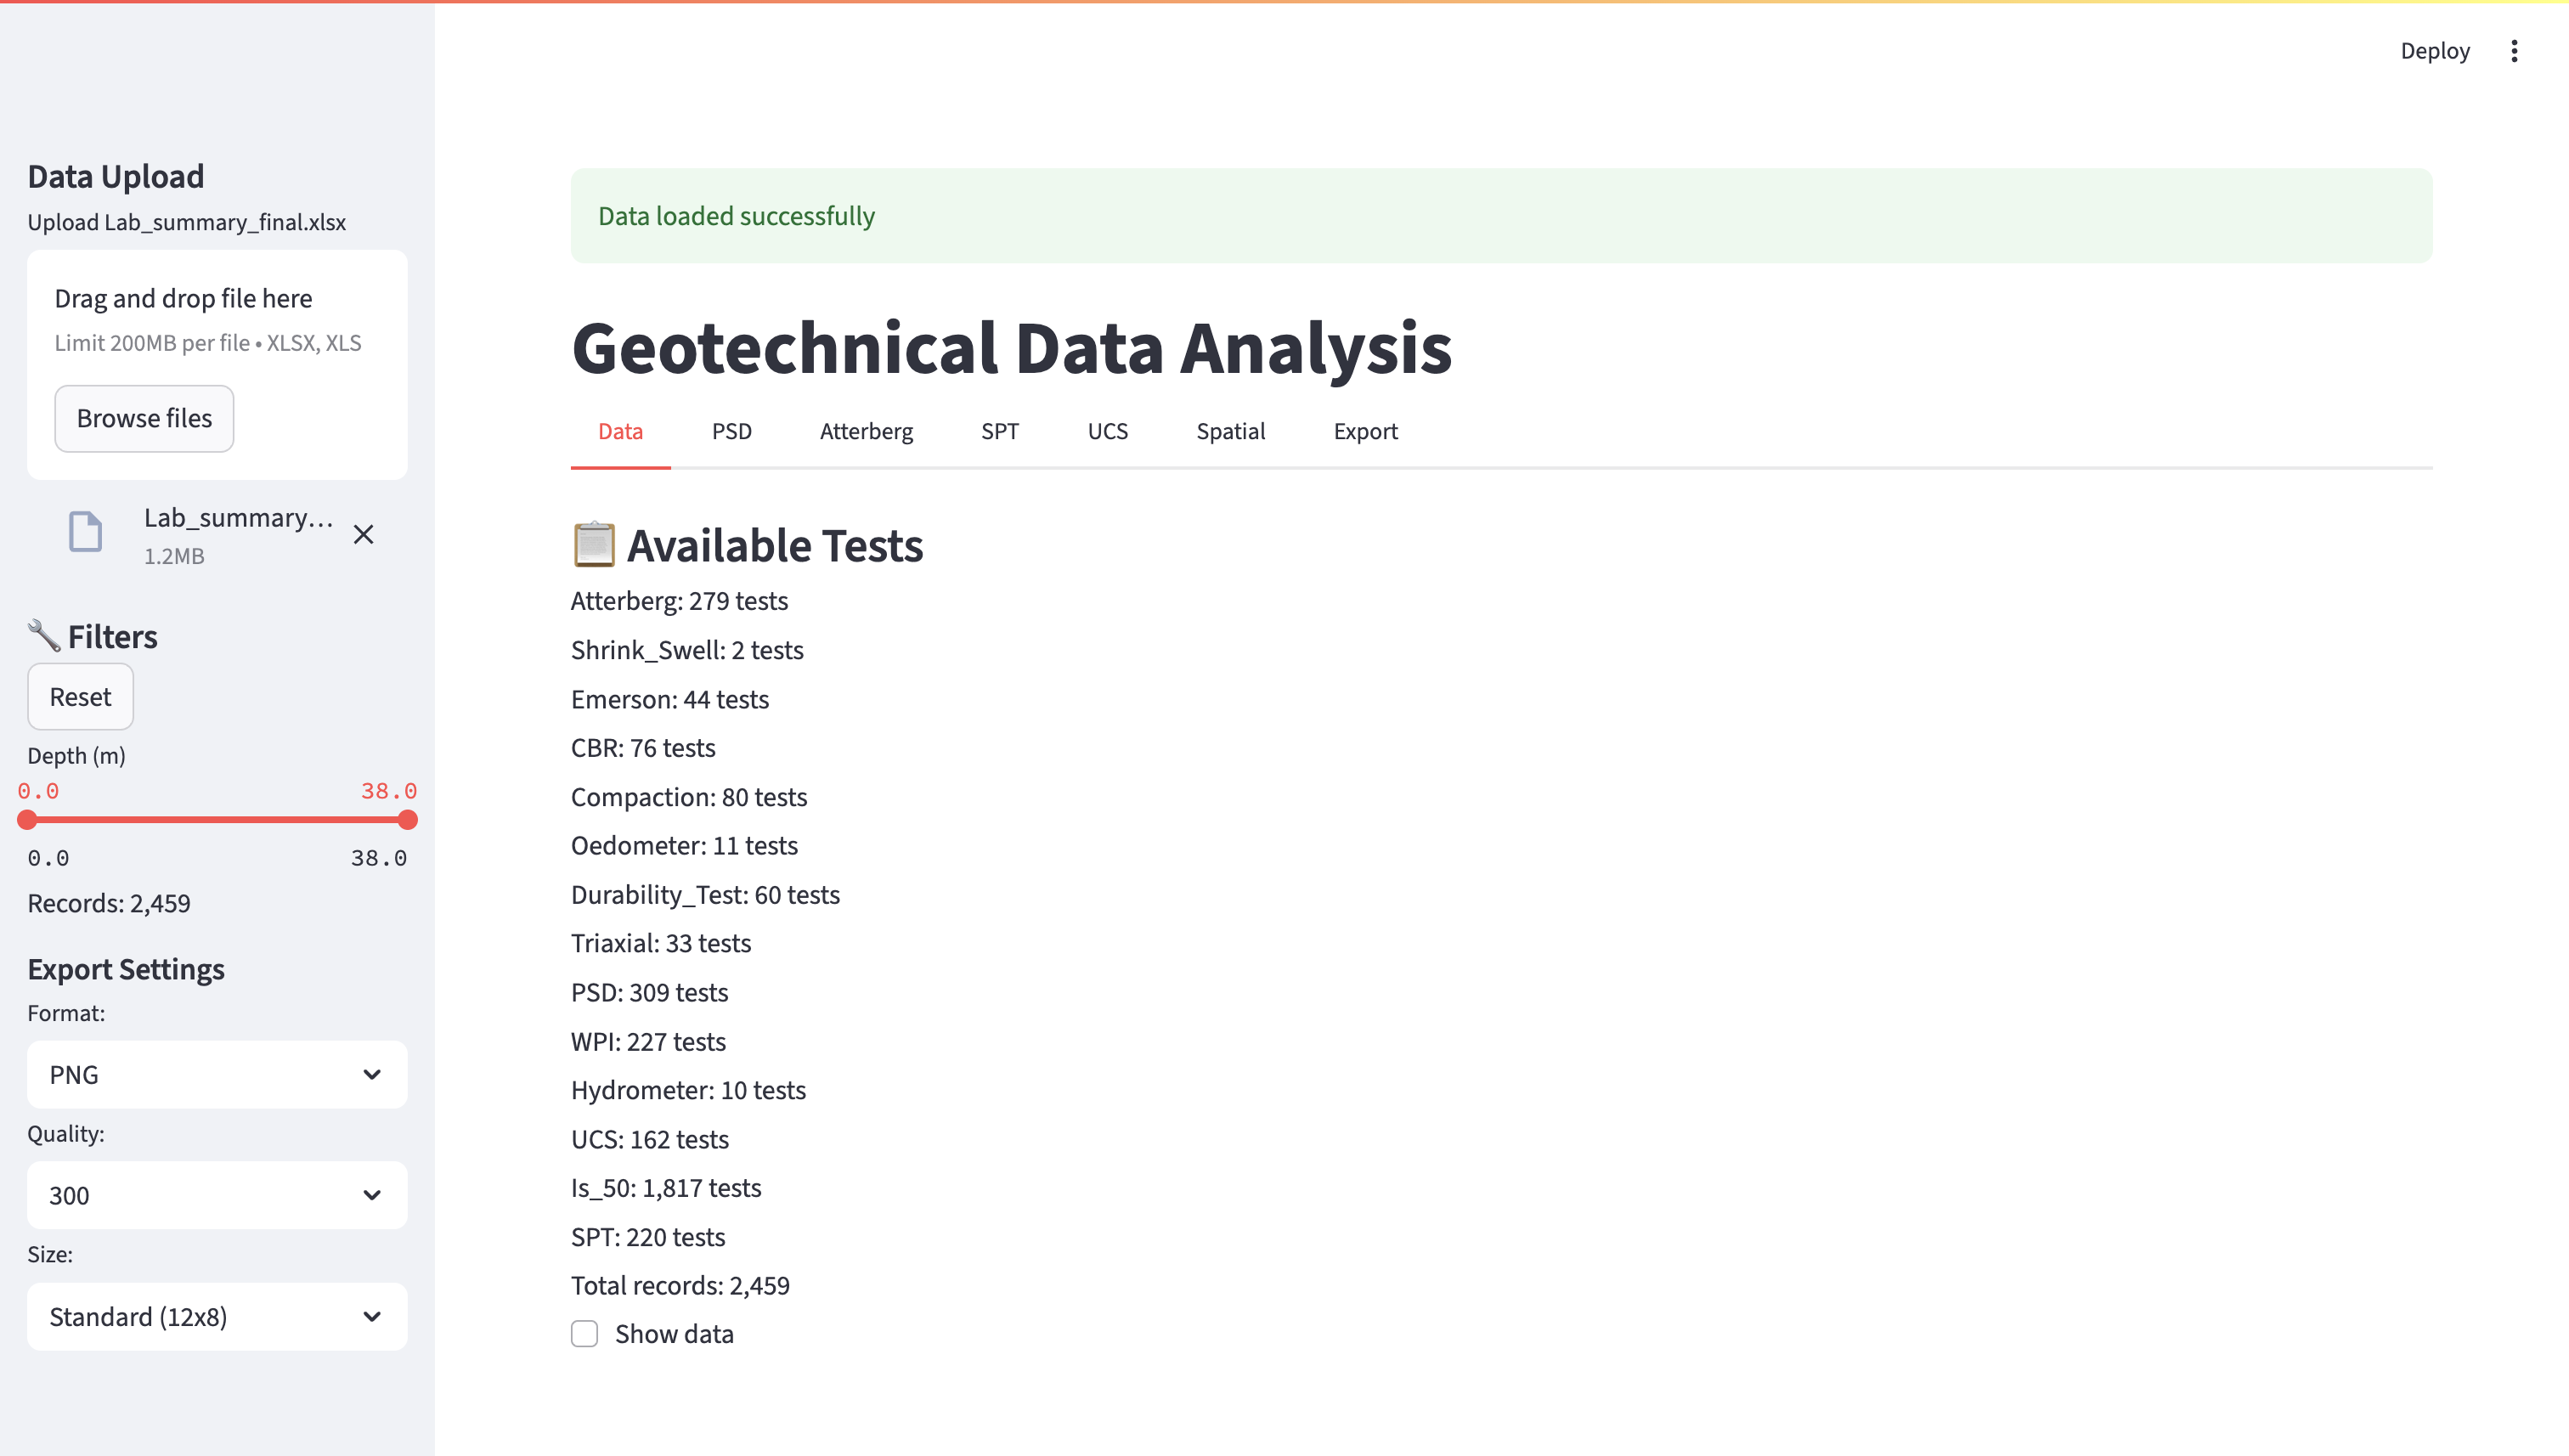 Deploy
Data Upload
Upload Lab_summary_final.xlsx
Drag and drop file here
Limit 200MB per file • XLSX, XLS
Browse files
Lab_summary...
1.2MB
Filters
Reset
Depth (m)
0.0 38.0
0.0 38.0
Records: 2,459
Export Settings
Format:
PNG
Quality:
300
Size:
Standard (12x8)
Data loaded successfully
Geotechnical Data Analysis
Data PSD Atterberg SPT UCS Spatial Export
Available Tests
Atterberg: 279 tests
Shrink_Swell: 2 tests
Emerson: 44 tests
CBR: 76 tests
Compaction: 80 tests
Oedometer: 11 tests
Durability_Test: 60 tests
Triaxial: 33 tests
PSD: 309 tests
WPI: 227 tests
Hydrometer: 10 tests
UCS: 162 tests
Is_50: 1,817 tests
SPT: 220 tests
Total records: 2,459
Show data